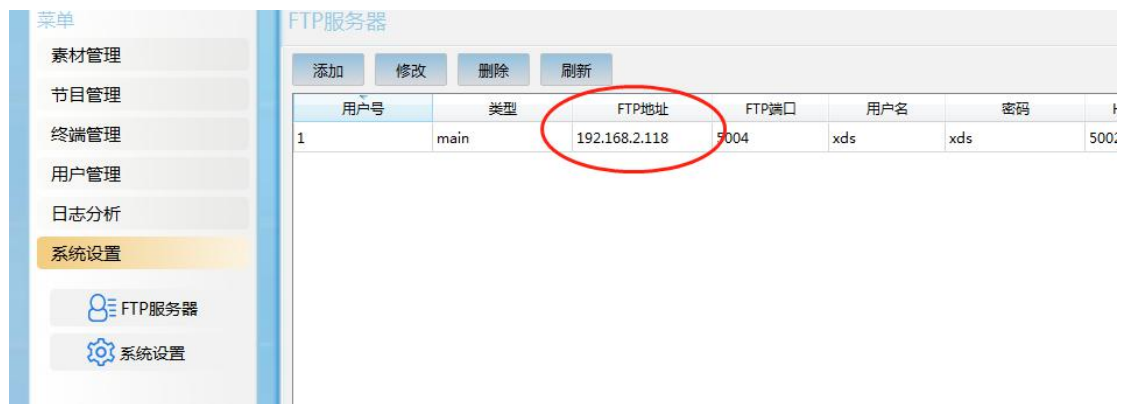 菜单
素材管理
节目管理
终端管理
用户管理
日志分析
系统设置
FTP服务器
系统设置
FTP服务器
添加 修改 删除 刷新
用户号 类型 FTP地址 FTP端口 用户名 密码
1 main 192.168.2.118 5004 xds xds 5002